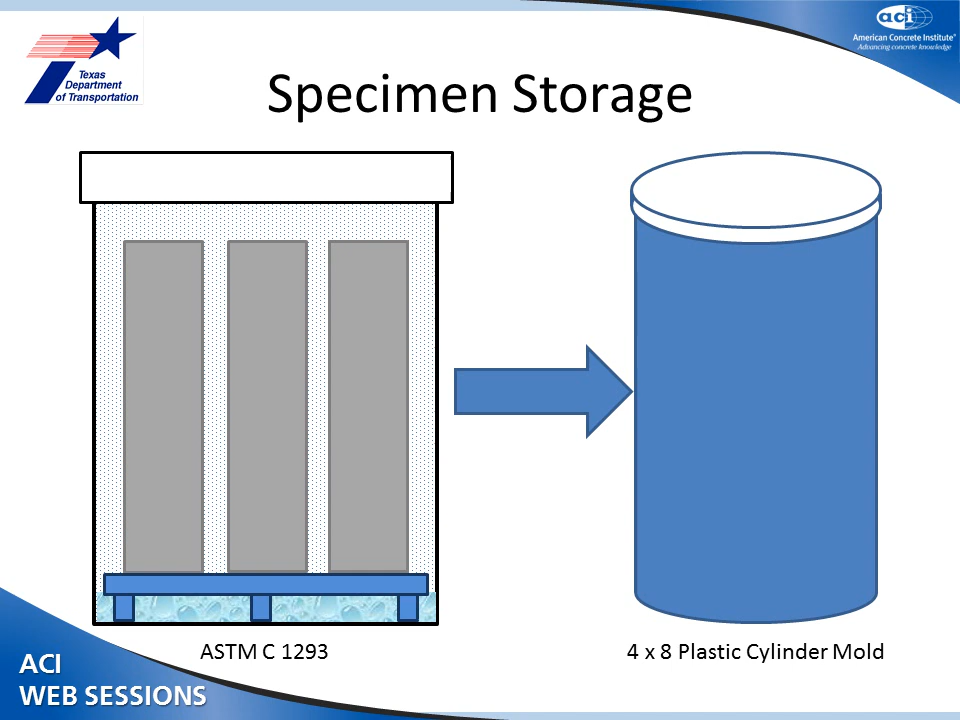 Texas
Department
of Transportation
aci
American Concrete Institute®
Advancing concrete knowledge
Specimen Storage
ASTM C 1293
4 x 8 Plastic Cylinder Mold
ACI
WEB SESSIONS